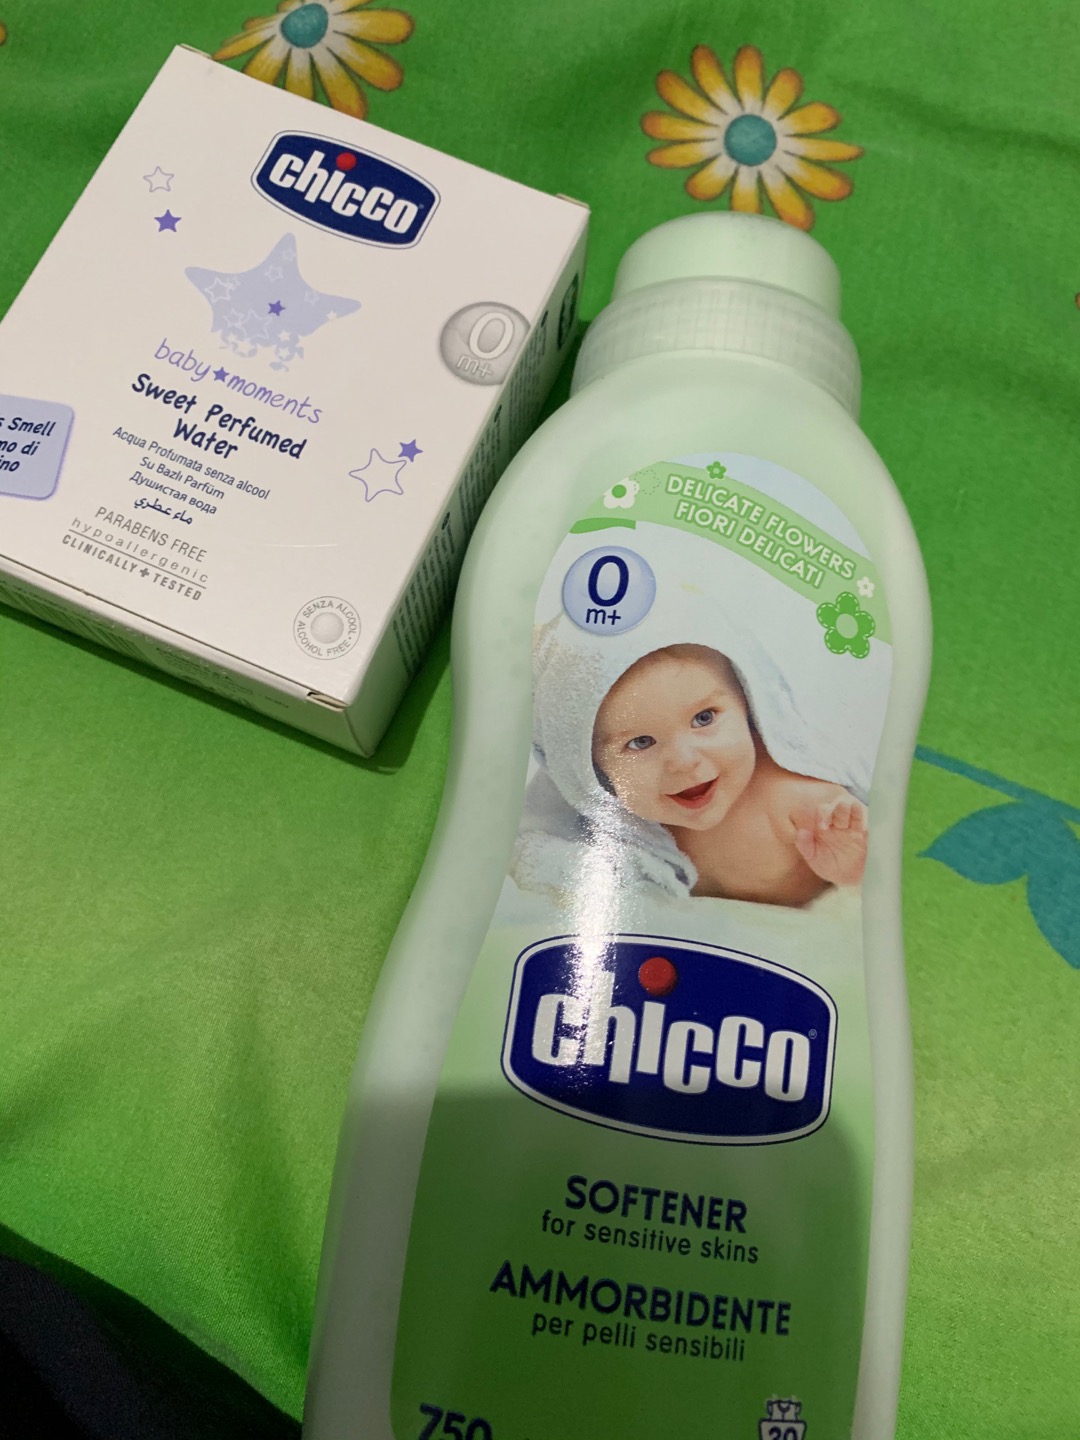 chicco
0
m+
baby moments
Sweet Perfumed
Water
Acqua Profumata senza alcool
Su Bazlı Parfüm
Душистая вода
ماء عطري
PARABENS FREE
hypoallergenic
CLINICALLY TESTED
SENZA ALCOOL
ALCOHOL FREE
Smell
di
DELICATE FLOWERS
FIORI DELICATI
0
m+
chicco®
SOFTENER
for sensitive skins
AMMORBIDENTE
per pelli sensibili
750
30